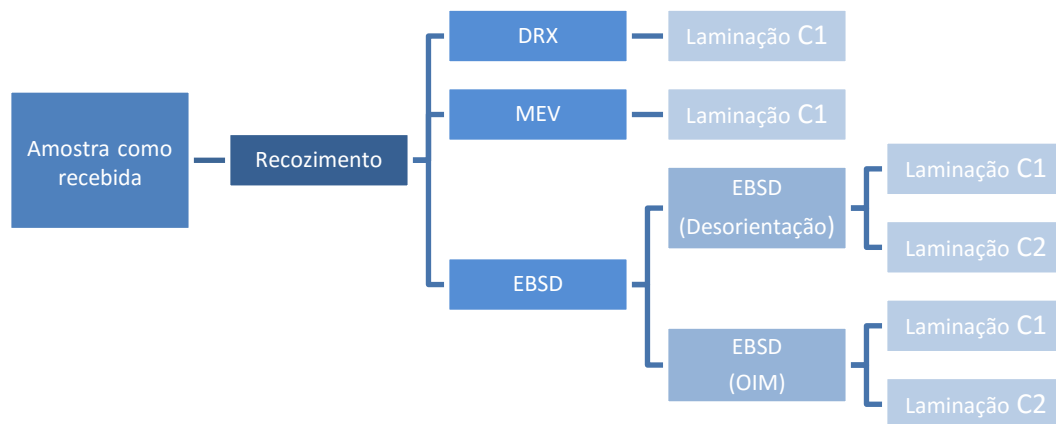 Amostra como
recebida
Recozimento
DRX
Laminação C1
MEV
Laminação C1
EBSD
EBSD
(Desorientação)
Laminação C1
Laminação C2
EBSD
(OIM)
Laminação C1
Laminação C2